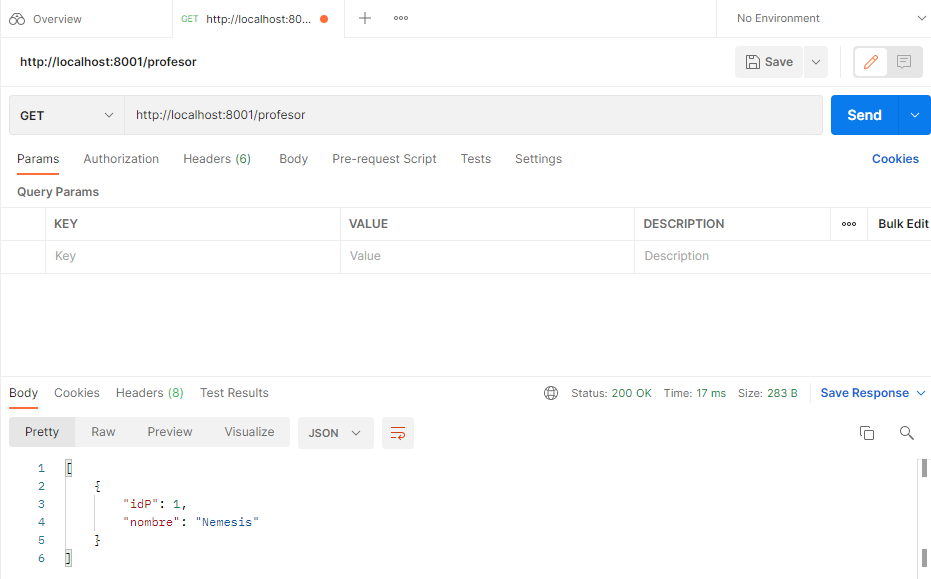 Overview
GET http://localhost:80...
No Environment
http://localhost:8001/profesor
Save
GET
http://localhost:8001/profesor
Send
Params Authorization Headers (6) Body Pre-request Script Tests Settings Cookies
Query Params
KEY VALUE DESCRIPTION Bulk Edit
Key Value Description
Body Cookies Headers (8) Test Results Status: 200 OK Time: 17 ms Size: 283 B Save Response
Pretty Raw Preview Visualize JSON
1 [
2 {
3 "idP": 1,
4 "nombre": "Nemesis"
5 }
6 ]